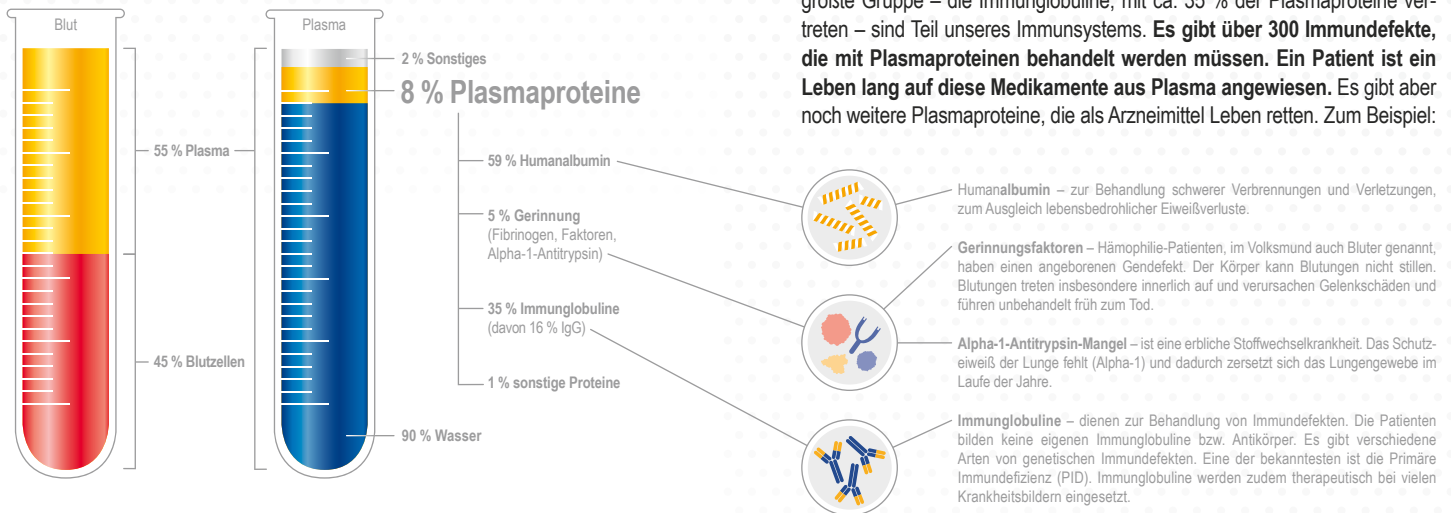 Blut
55 % Plasma
45 % Blutzellen
Plasma
2 % Sonstiges
8 % Plasmaproteine
59 % Humanalbumin
5 % Gerinnung
(Fibrinogen, Faktoren,
Alpha-1-Antitrypsin)
35 % Immunglobuline
(davon 16 % IgG)
1 % sonstige Proteine
90 % Wasser
größte Gruppe – die Immunglobuline, mit ca. 35 % der Plasmaproteine ver-
treten – sind Teil unseres Immunsystems. Es gibt über 300 Immundefekte,
die mit Plasmaproteinen behandelt werden müssen. Ein Patient ist ein
Leben lang auf diese Medikamente aus Plasma angewiesen. Es gibt aber
noch weitere Plasmaproteine, die als Arzneimittel Leben retten. Zum Beispiel:
Humanalbumin – zur Behandlung schwerer Verbrennungen und Verletzungen,
zum Ausgleich lebensbedrohlicher Eiweißverluste.
Gerinnungsfaktoren – Hämophilie-Patienten, im Volksmund auch Bluter genannt,
haben einen angeborenen Gendefekt. Der Körper kann Blutungen nicht stillen.
Blutungen treten insbesondere innerlich auf und verursachen Gelenkschäden und
führen unbehandelt früh zum Tod.
Alpha-1-Antitrypsin-Mangel – ist eine erbliche Stoffwechselkrankheit. Das Schutz-
eiweiß der Lunge fehlt (Alpha-1) und dadurch zersetzt sich das Lungengewebe im
Laufe der Jahre.
Immunglobuline – dienen zur Behandlung von Immundefekten. Die Patienten
bilden keine eigenen Immunglobuline bzw. Antikörper. Es gibt verschiedene
Arten von genetischen Immundefekten. Eine der bekanntesten ist die Primäre
Immundefizienz (PID). Immunglobuline werden zudem therapeutisch bei vielen
Krankheitsbildern eingesetzt.